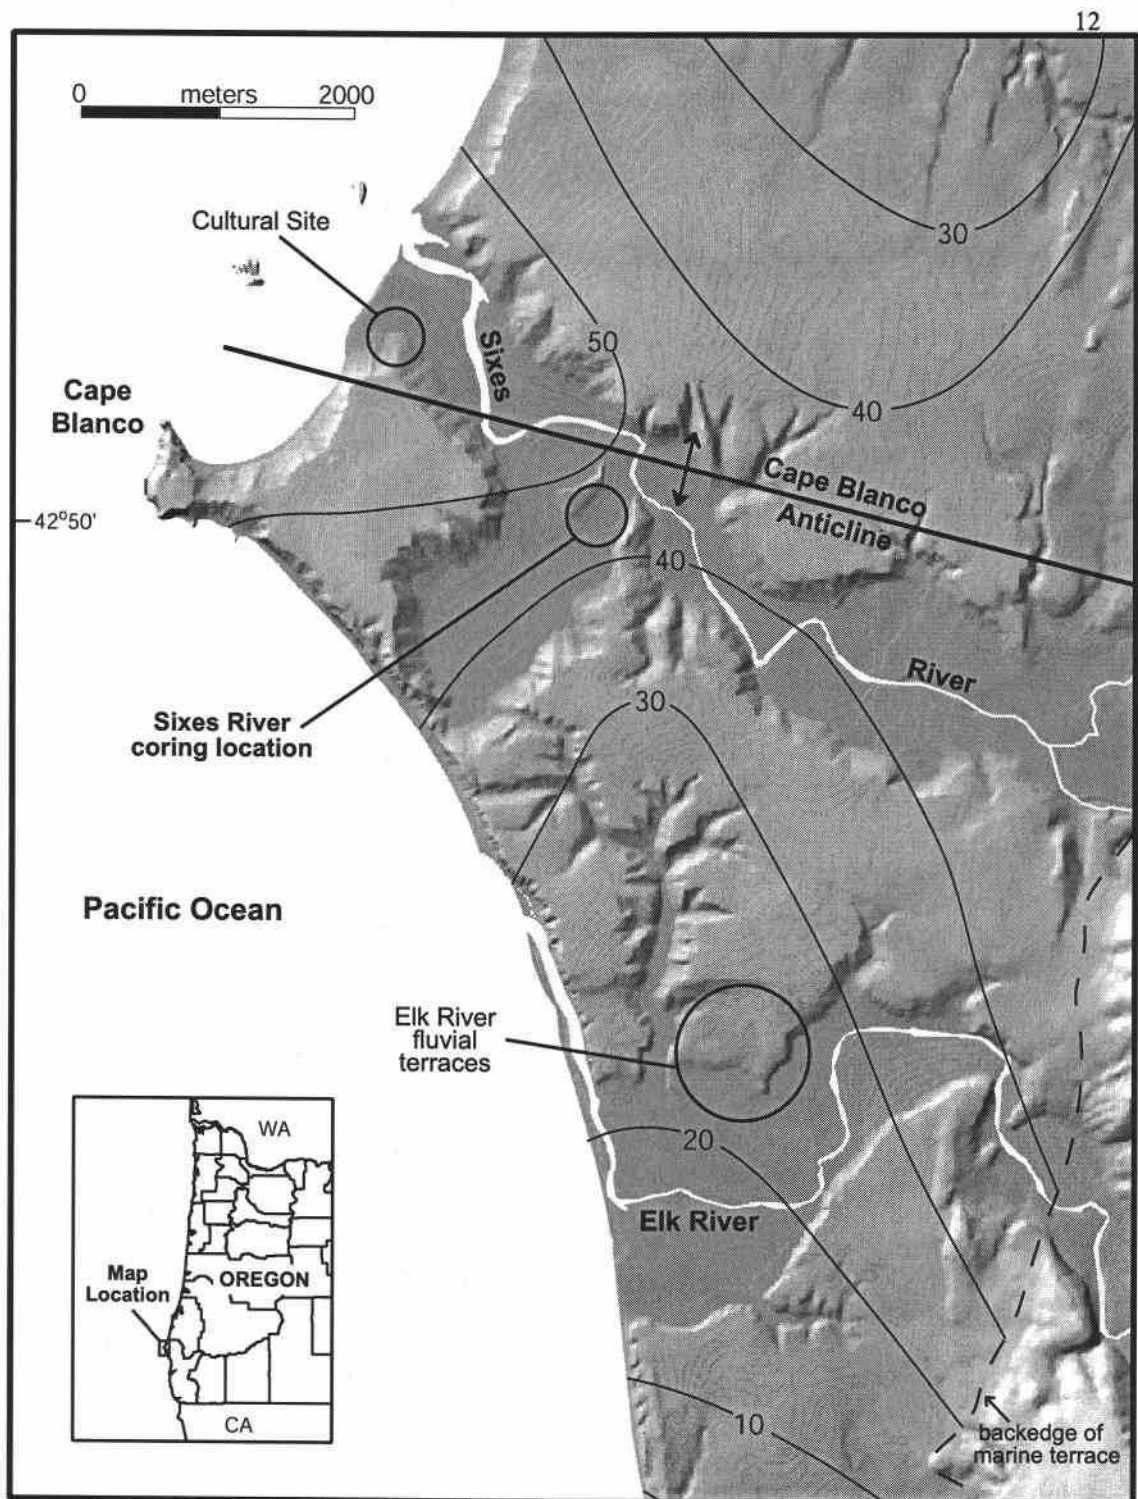 12
0 meters 2000
Cultural Site
30
Sixes
50
Cape
Blanco
40
Cape Blanco
Anticline
42°50'
40
River
Sixes River
coring location
30
Pacific Ocean
Elk River
fluvial
terraces
20
Elk River
WA
OREGON
Map
Location
CA
10
backedge of
marine terrace